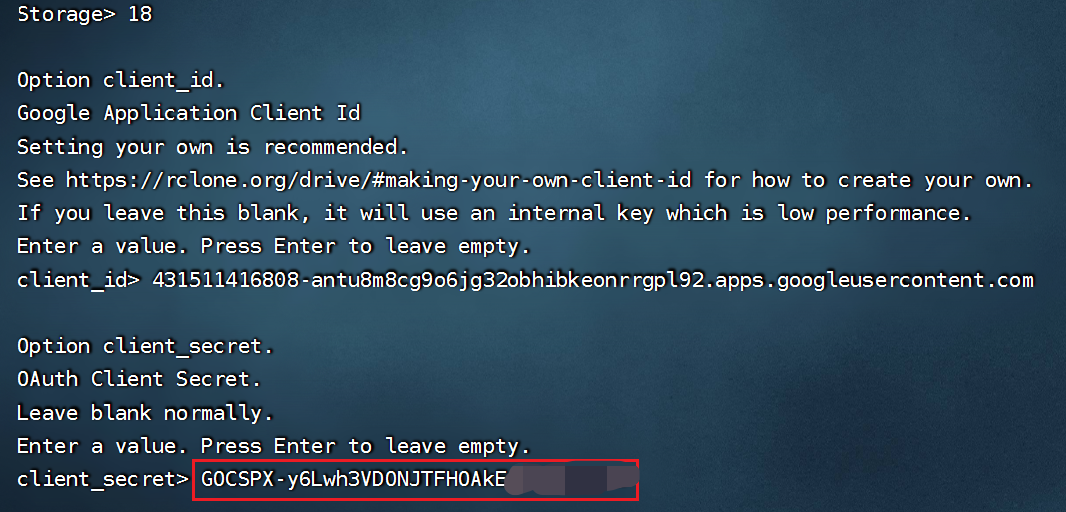 Storage> 18
Option client_id.
Google Application Client Id
Setting your own is recommended.
See https://rclone.org/drive/#making-your-own-client-id for how to create your own.
If you leave this blank, it will use an internal key which is low performance.
Enter a value. Press Enter to leave empty.
client_id> 431511416808-antu8m8cg9o6jg32obhibkeonrrgpl92.apps.googleusercontent.com
Option client_secret.
OAuth Client Secret.
Leave blank normally.
Enter a value. Press Enter to leave empty.
client_secret> GOCSPX-y6Lwh3VDONJTFHOAkE